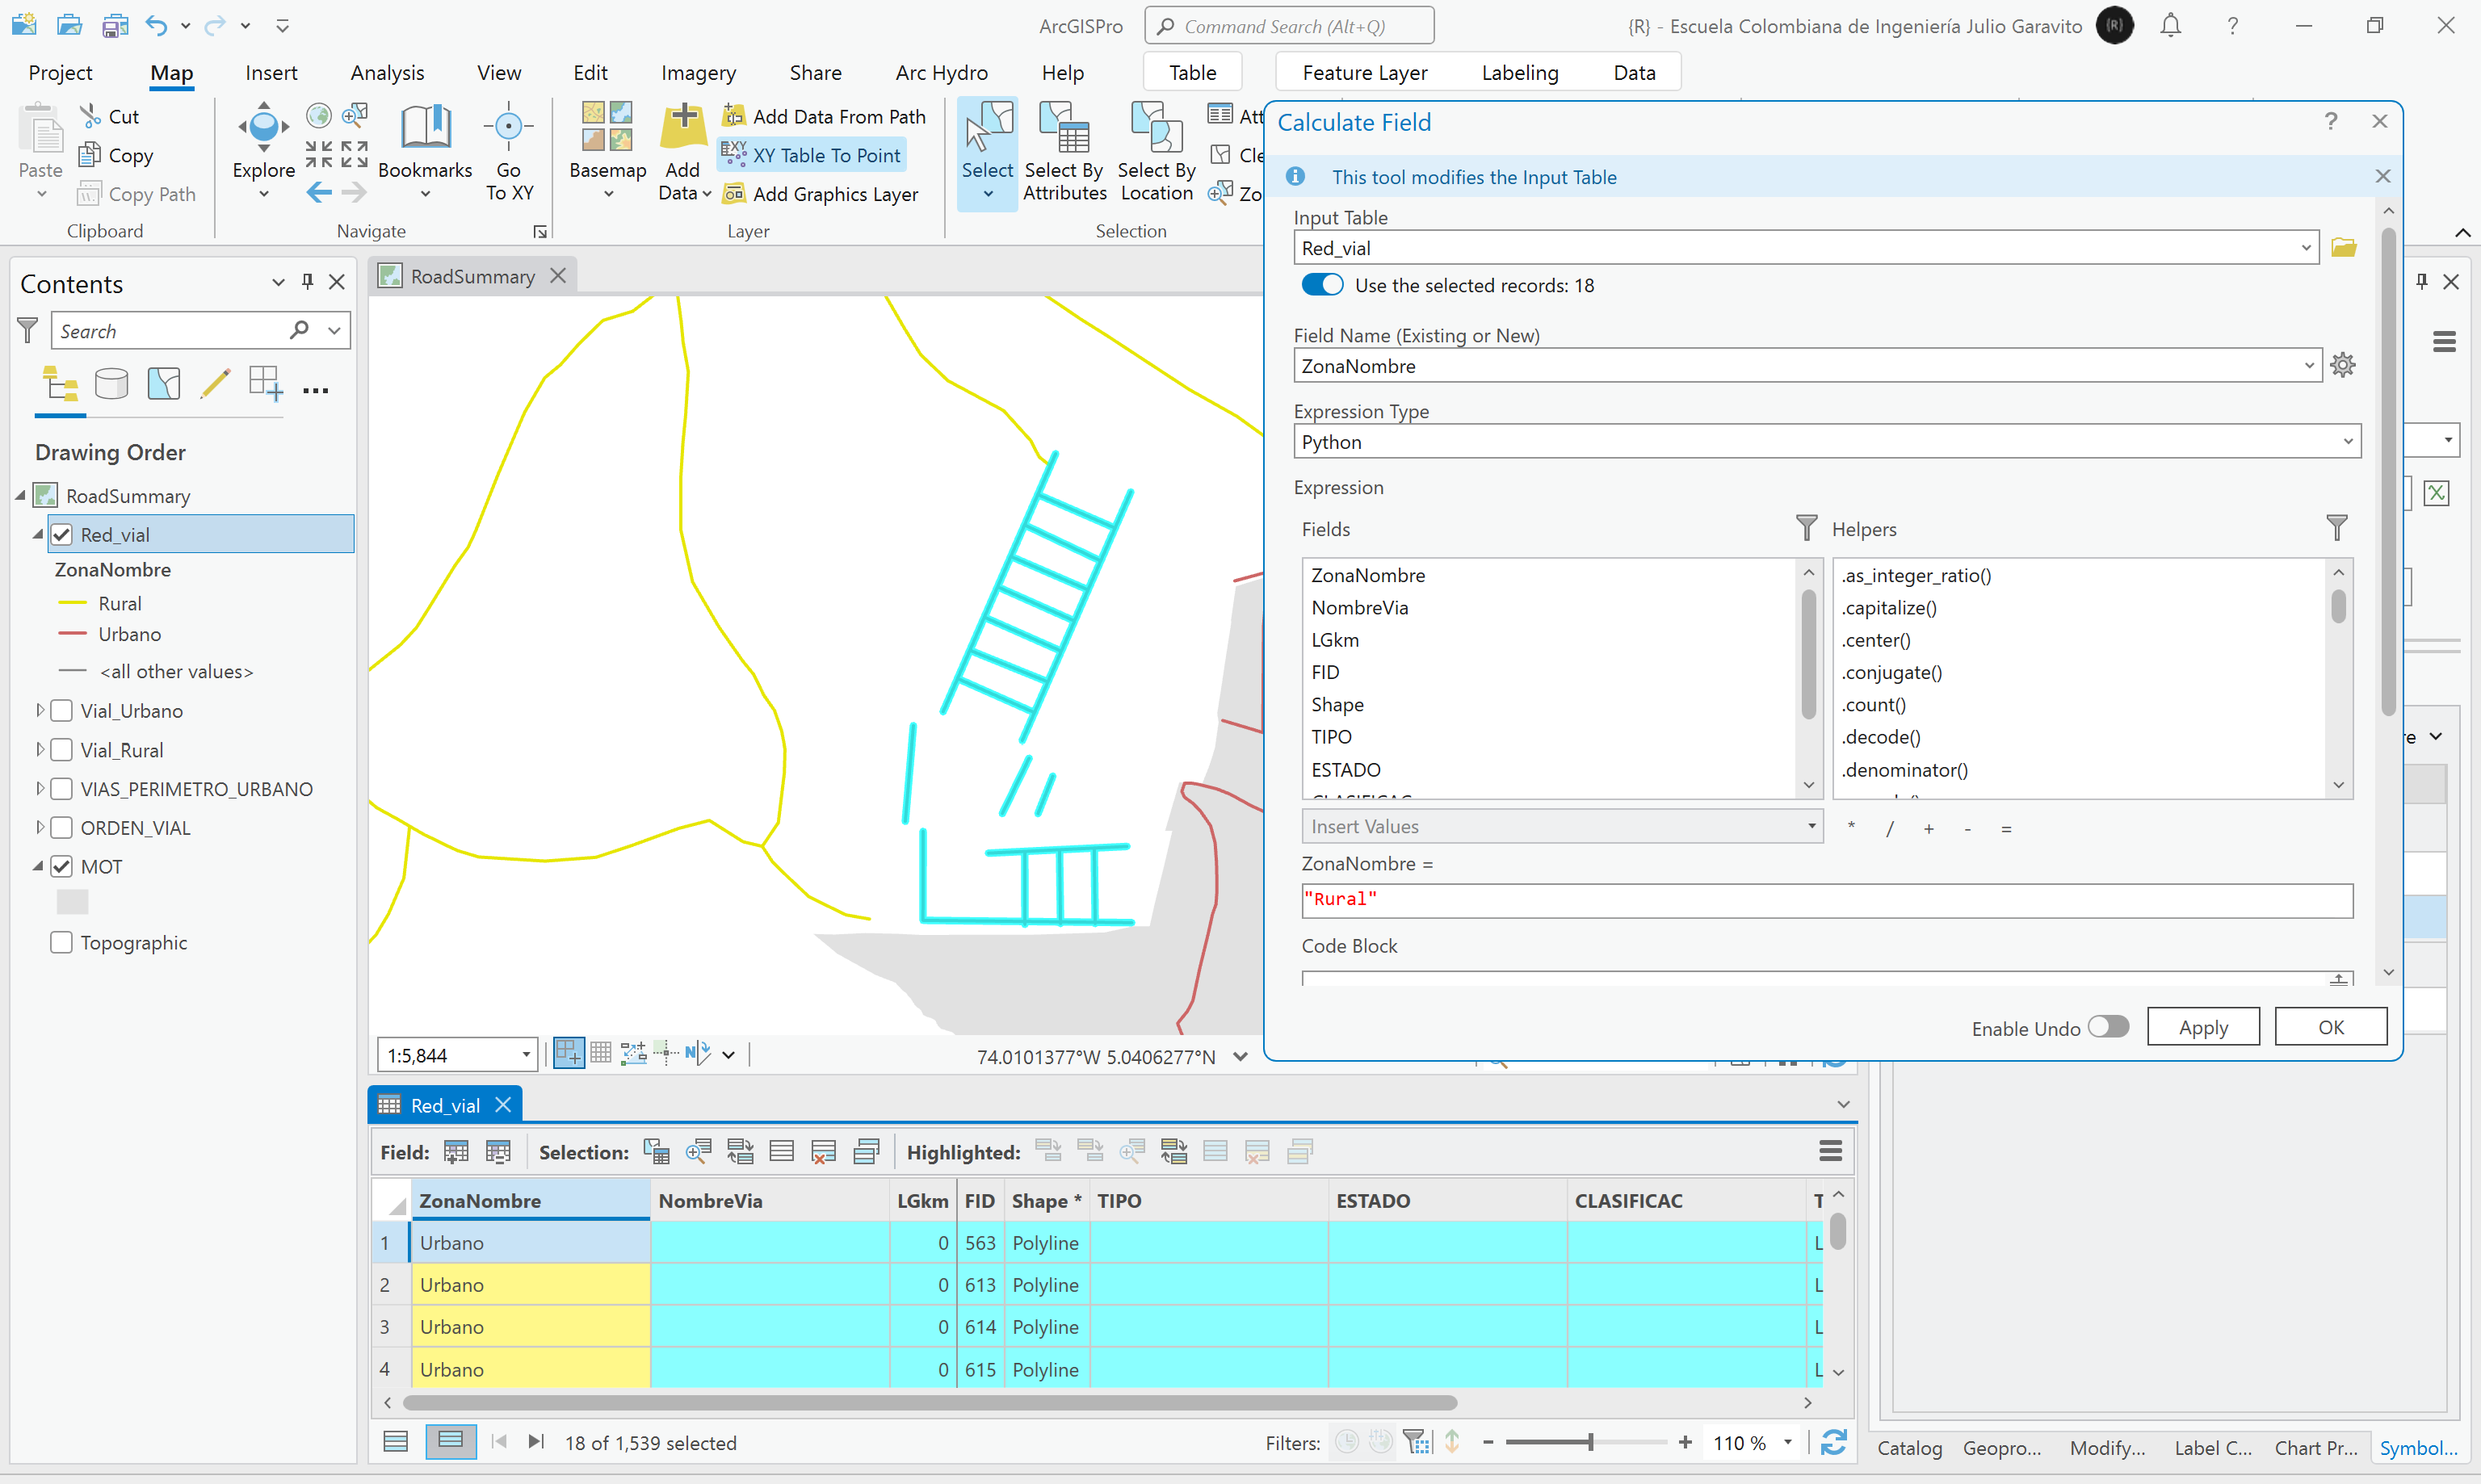 ArcGISPro
Command Search (Alt+Q)
{R} - Escuela Colombiana de Ingeniería Julio Garavito
{R}
?
Project
Map
Insert
Analysis
View
Edit
Imagery
Share
Arc Hydro
Help
Table
Feature Layer
Labeling
Data
Paste
Cut
Copy
Copy Path
Clipboard
Explore
Bookmarks
Go
To XY
Navigate
Basemap
Add
Data
Add Data From Path
XY Table To Point
Add Graphics Layer
Layer
Select
Select By
Attributes
Select By
Location
Att
Cle
Zo
Selection
Calculate Field
?
This tool modifies the Input Table
Input Table
Red_vial
Use the selected records: 18
Field Name (Existing or New)
ZonaNombre
Expression Type
Python
Expression
Fields
Helpers
ZonaNombre
NombreVia
LGkm
FID
Shape
TIPO
ESTADO
CLASIFICAC
.as_integer_ratio()
.capitalize()
.center()
.conjugate()
.count()
.decode()
.denominator()
Insert Values
* / + - =
ZonaNombre =
"Rural"
Code Block
Enable Undo
Apply
OK
Contents
Search
Drawing Order
RoadSummary
Red_vial
ZonaNombre
Rural
Urbano
<all other values>
Vial_Urbano
Vial_Rural
VIAS_PERIMETRO_URBANO
ORDEN_VIAL
MOT
Topographic
RoadSummary
1:5,844
N
74.0101377°W 5.0406277°N
Red_vial
Field:
Selection:
Highlighted:
ZonaNombre NombreVia LGkm FID Shape * TIPO ESTADO CLASIFICAC T
1 Urbano 0 563 Polyline L
2 Urbano 0 613 Polyline L
3 Urbano 0 614 Polyline L
4 Urbano 0 615 Polyline L
18 of 1,539 selected
Filters:
- + 110 %
Catalog
Geopro...
Modify...
Label C...
Chart Pr...
Symbol...